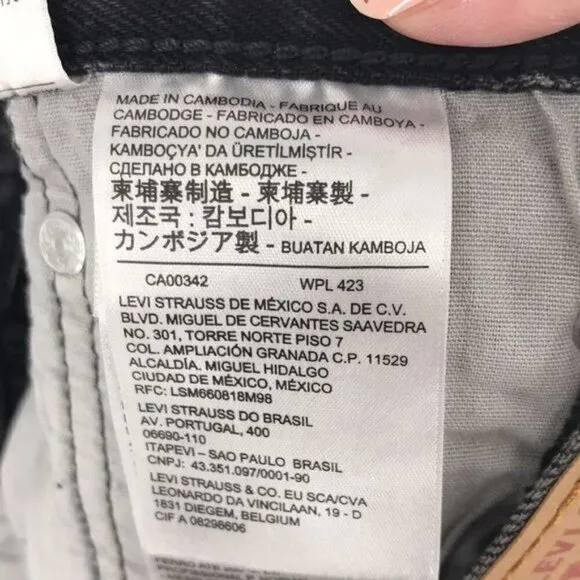 MADE IN CAMBODIA - FABRIQUE AU
CAMBODGE - FABRICADO EN CAMBOYA -
FABRICADO NO CAMBOJA -
KAMBOÇYA' DA ÜRETİLMİŞTİR -
СДЕЛАНО В КАМБОДЖЕ -
柬埔寨制造 - 柬埔寨製 -
제조국 : 캄보디아 -
カンボジア製 - BUATAN KAMBOJA
CA00342 WPL 423
LEVI STRAUSS DE MÉXICO S.A. DE C.V.
BLVD. MIGUEL DE CERVANTES SAAVEDRA
NO. 301, TORRE NORTE PISO 7
COL. AMPLIACIÓN GRANADA C.P. 11529
ALCALDÍA. MIGUEL HIDALGO
CIUDAD DE MÉXICO, MÉXICO
RFC: LSM660818M98
LEVI STRAUSS DO BRASIL
AV. PORTUGAL, 400
06690-110
ITAPEVI – SAO PAULO BRASIL
CNPJ: 43.351.097/0001-90
LEVI STRAUSS & CO. EU SCA/CVA
LEONARDO DA VINCILAAN, 19 - D
1831 DIEGEM, BELGIUM
CIF A 08298606
LEVI